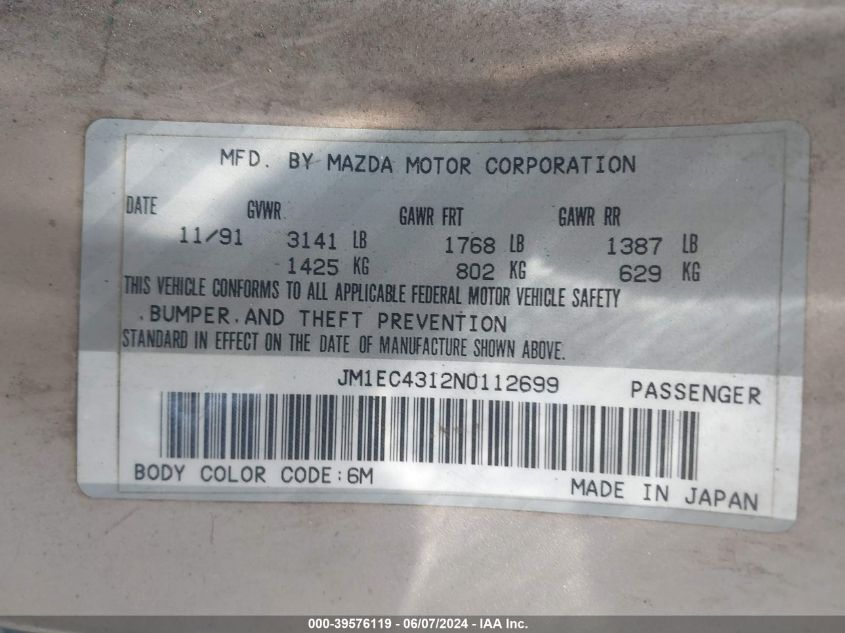 MFD. BY MAZDA MOTOR CORPORATION
DATE GVWR GAWR FRT GAWR RR
11/91 3141 LB 1768 LB 1387 LB
1425 KG 802 KG 629 KG
THIS VEHICLE CONFORMS TO ALL APPLICABLE FEDERAL MOTOR VEHICLE SAFETY
.BUMPER.AND THEFT PREVENTION
STANDARD IN EFFECT ON THE DATE OF MANUFACTURE SHOWN ABOVE.
JM1EC4312N0112699 PASSENGER
BODY COLOR CODE:6M MADE IN JAPAN
000-39576119 - 06/07/2024 - IAA Inc.